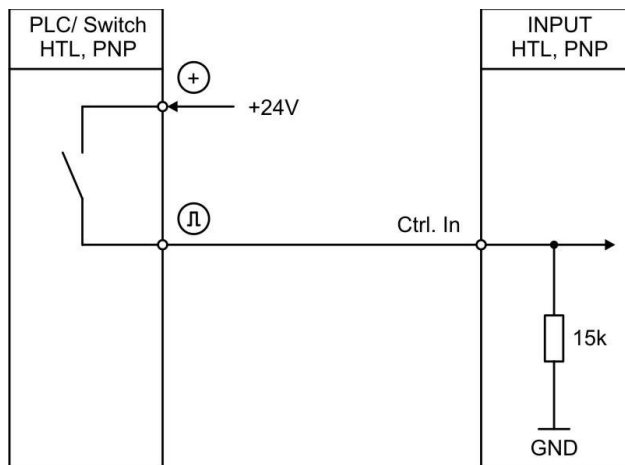 PLC/ Switch
HTL, PNP
INPUT
HTL, PNP
+
+24V
Ctrl. In
15k
GND